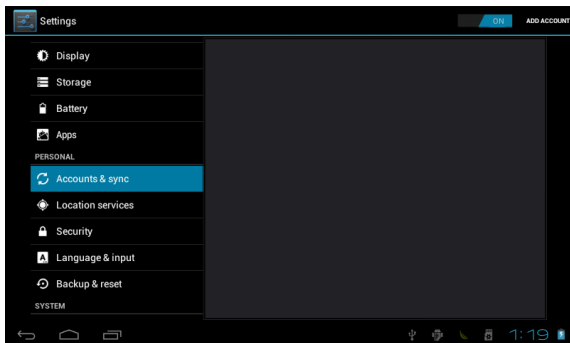 Settings
ON
ADD ACCOUNT
Display
Storage
Battery
Apps
PERSONAL
Accounts & sync
Location services
Security
A Language & input
Backup & reset
SYSTEM
1:19